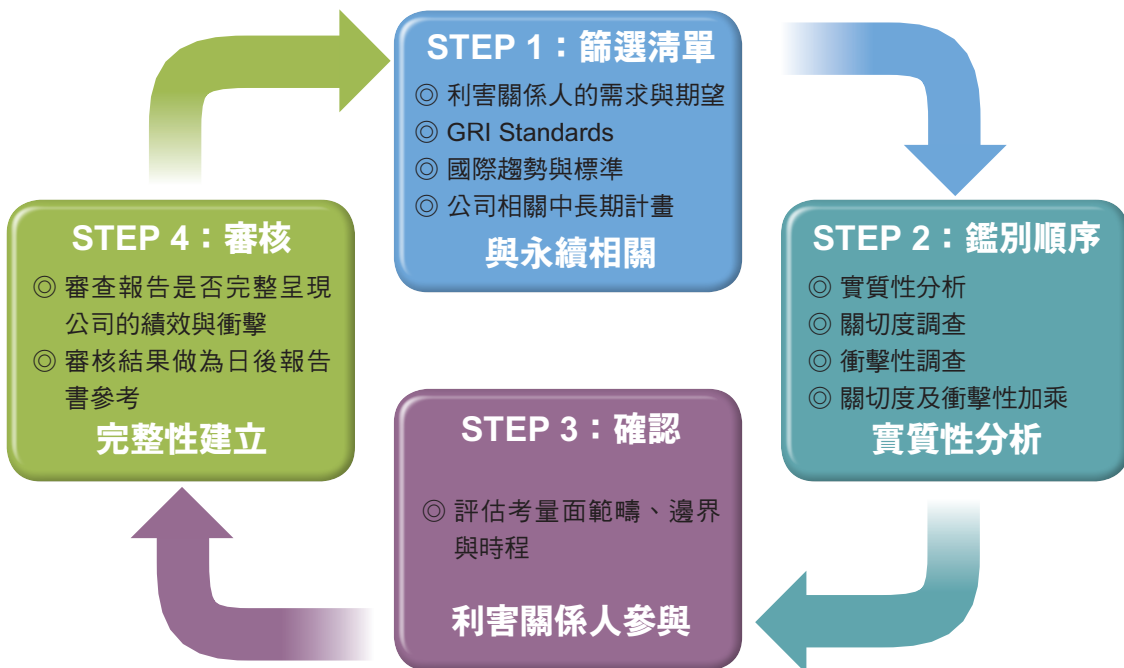 STEP 1：篩選清單
◎ 利害關係人的需求與期望
◎ GRI Standards
◎ 國際趨勢與標準
◎ 公司相關中長期計畫
與永續相關
STEP 2：鑑別順序
◎ 實質性分析
◎ 關切度調查
◎ 衝擊性調查
◎ 關切度及衝擊性加乘
實質性分析
STEP 3：確認
◎ 評估考量面範疇、邊界
與時程
利害關係人參與
STEP 4：審核
◎ 審查報告是否完整呈現
公司的績效與衝擊
◎ 審核結果做為日後報告
書參考
完整性建立